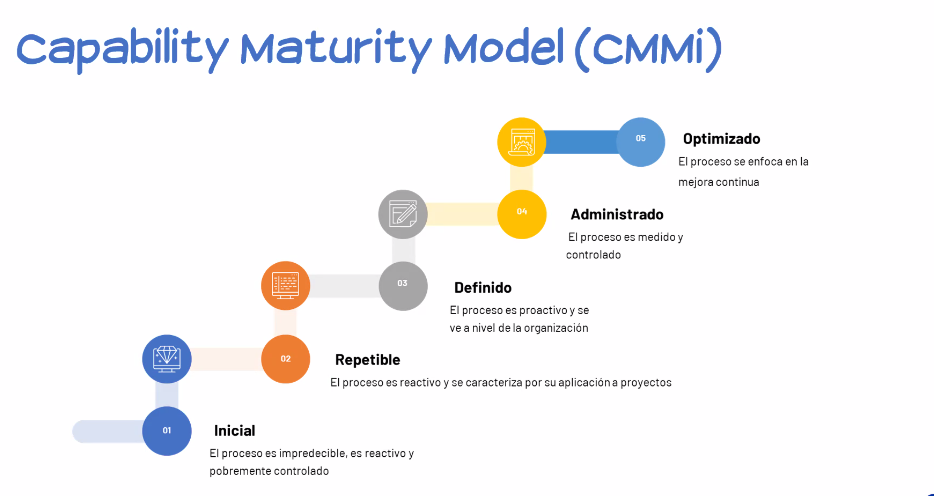 Capability Maturity Model (CMMi)
05
Optimizado
El proceso se enfoca en la
mejora continua
04
Administrado
El proceso es medido y
controlado
03
Definido
El proceso es proactivo y se
ve a nivel de la organización
02
Repetible
El proceso es reactivo y se caracteriza por su aplicación a proyectos
01
Inicial
El proceso es impredecible, es reactivo y
pobremente controlado